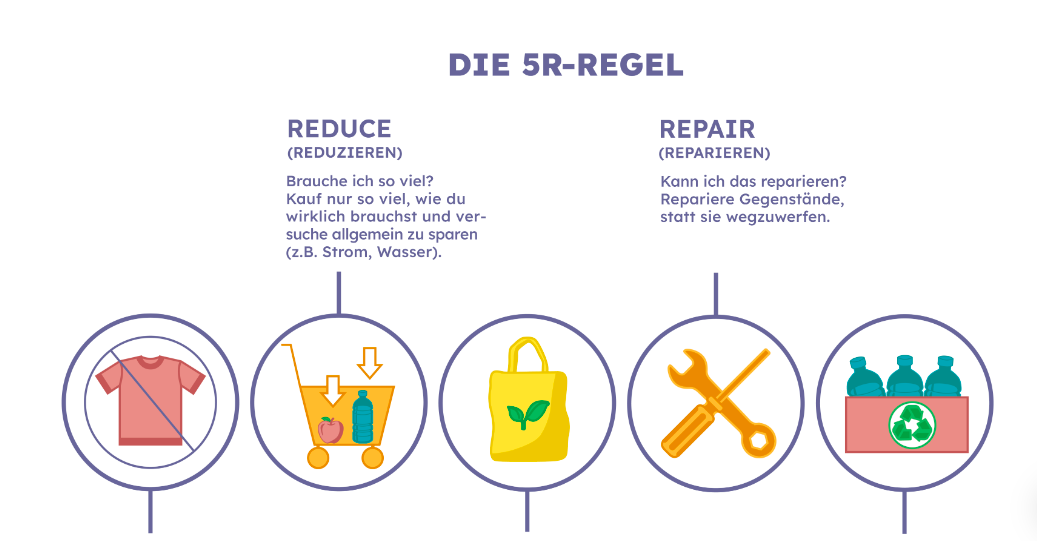 DIE 5R-REGEL
REDUCE
(REDUZIEREN)
Brauche ich so viel?
Kauf nur so viel, wie du
wirklich brauchst und ver-
suche allgemein zu sparen
(z.B. Strom, Wasser).
REPAIR
(REPARIEREN)
Kann ich das reparieren?
Repariere Gegenstände,
statt sie wegzuwerfen.